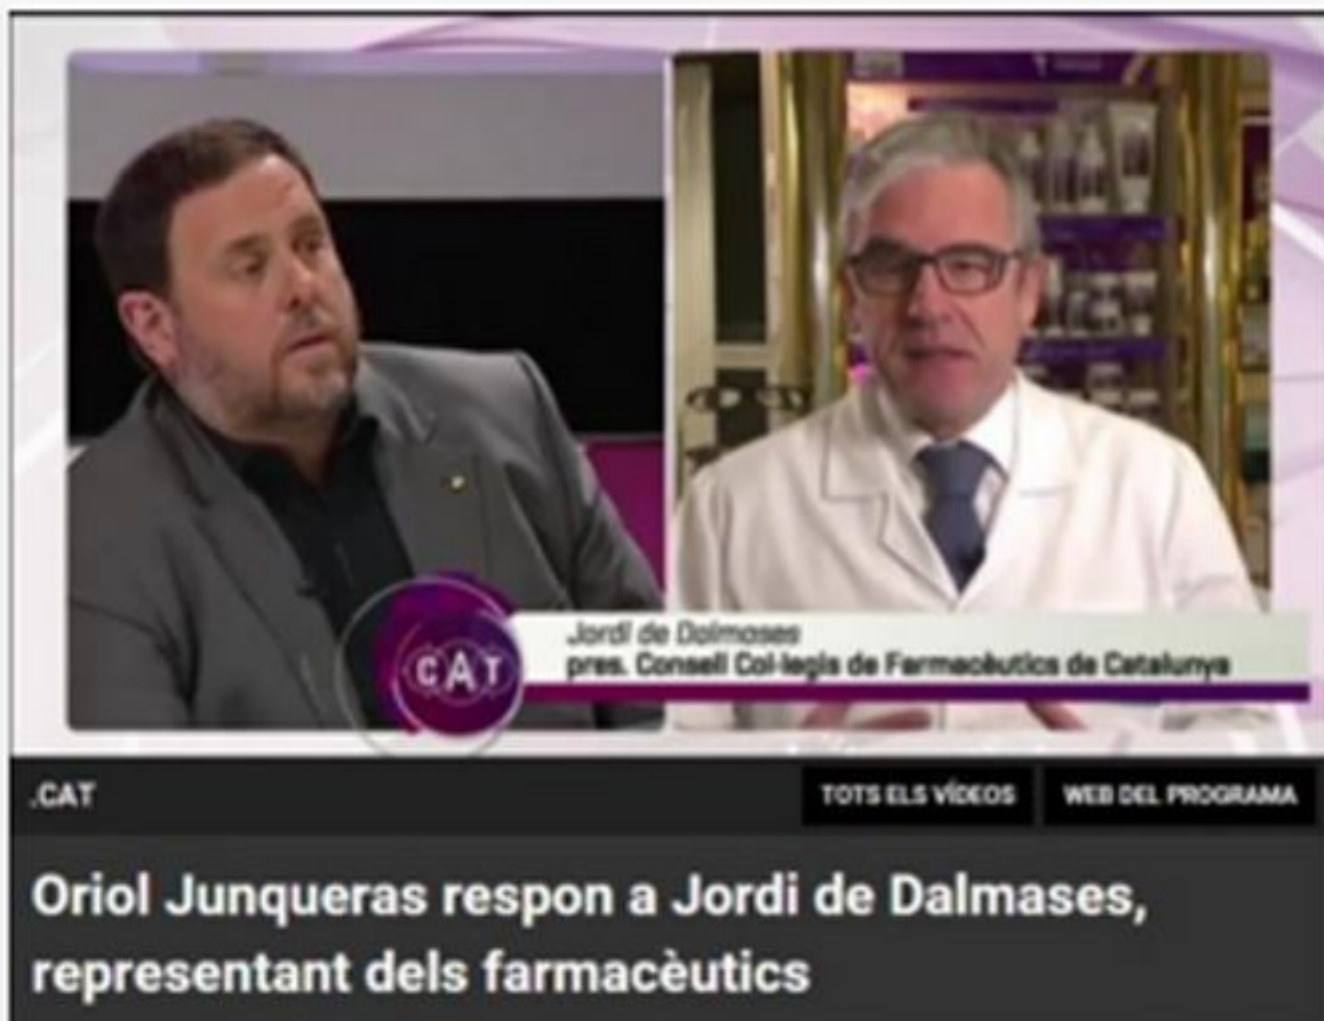 Jordi de Dalmases
pres. Consell Col·legis de Farmacèutics de Catalunya
CAT
.CAT
TOTS ELS VÍDEOS
WEB DEL PROGRAMA
Oriol Junqueras respon a Jordi de Dalmases,
representant dels farmacèutics